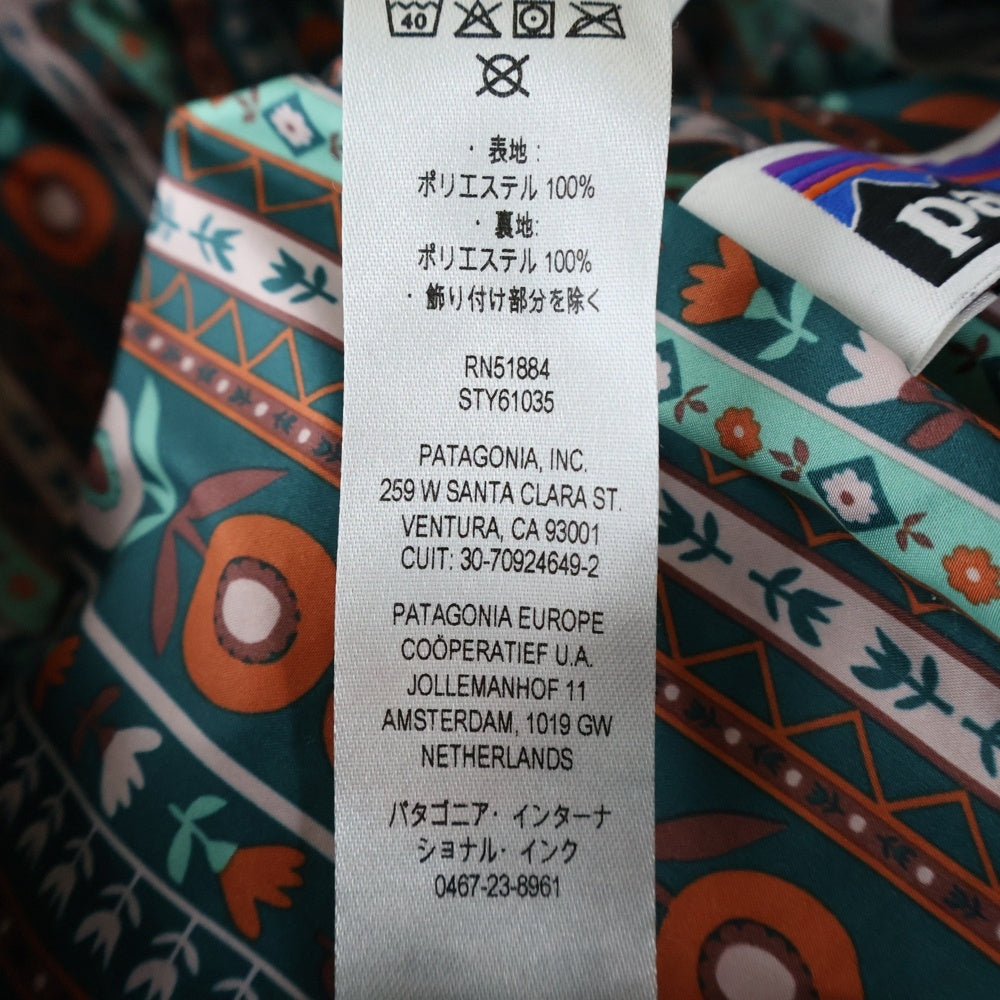 40
・ 表地 :
ポリエステル 100%
・ 裏地:
ポリエステル 100%
・ 飾り付け部分を除く
RN51884
STY61035
PATAGONIA, INC.
259 W SANTA CLARA ST.
VENTURA, CA 93001
CUIT: 30-70924649-2
PATAGONIA EUROPE
COÖPERATIEF U.A.
JOLLEMANHOF 11
AMSTERDAM, 1019 GW
NETHERLANDS
パタゴニア・インターナ
ショナル・インク
0467-23-8961
pa